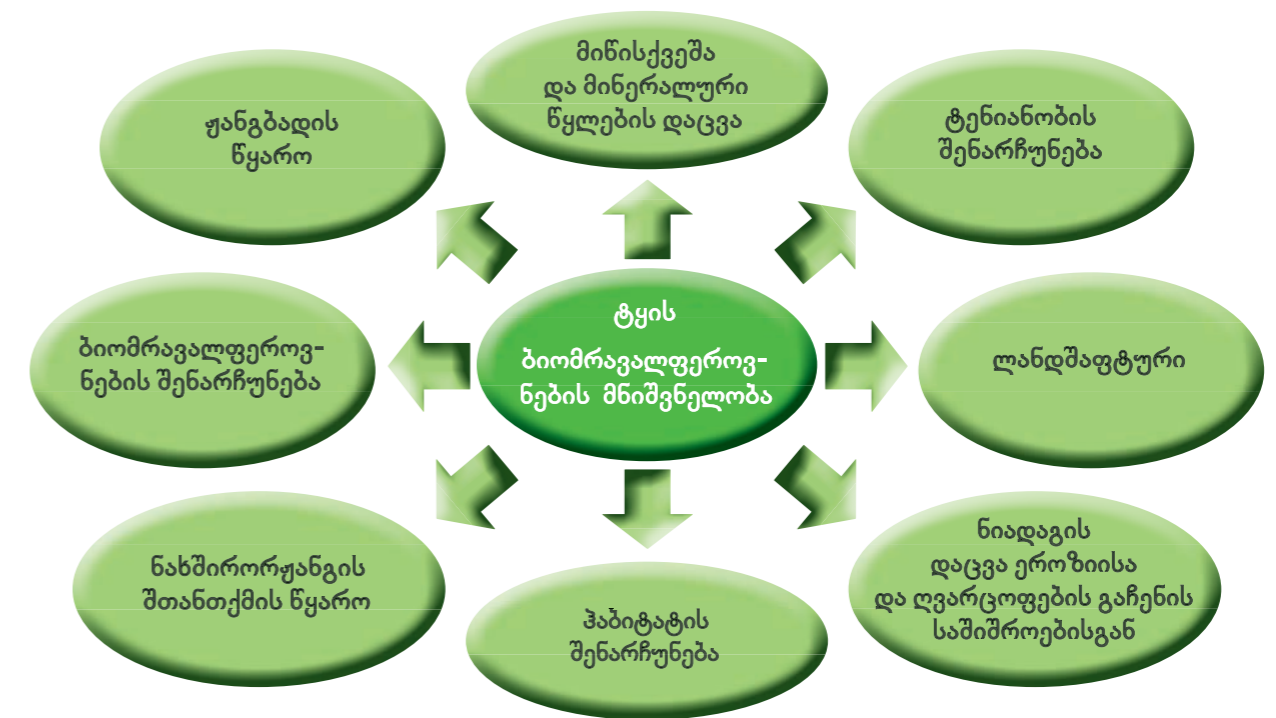 მიწისქვეშა
და მინერალური
წყლების დაცვა
ჟანგბადის
წყარო
ტენიანობის
შენარჩუნება
ტყის
ბიომრავალფეროვ-
ნების მნიშვნელობა
ბიომრავალფეროვ-
ნების შენარჩუნება
ლანდშაფტური
ნახშირორჟანგის
შთანთქმის წყარო
ჰაბიტატის
შენარჩუნება
ნიადაგის
დაცვა ეროზიისა
და ღვარცოფების გაჩენის
საშიშროებისგან